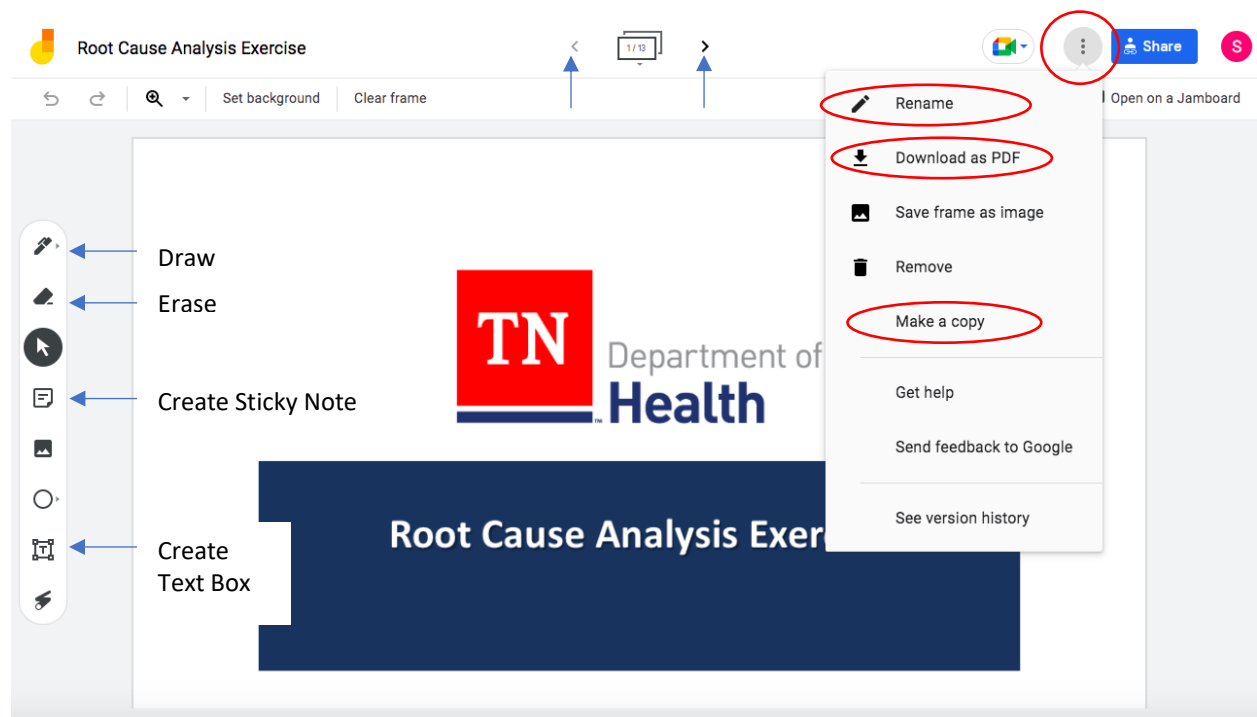 Root Cause Analysis Exercise
1 / 13
Share
S
Set background
Clear frame
Open on a Jamboard
Rename
Download as PDF
Save frame as image
Remove
Make a copy
Get help
Send feedback to Google
See version history
Draw
Erase
Create Sticky Note
Create
Text Box
TN
Department of
Health
™
Root Cause Analysis Exer